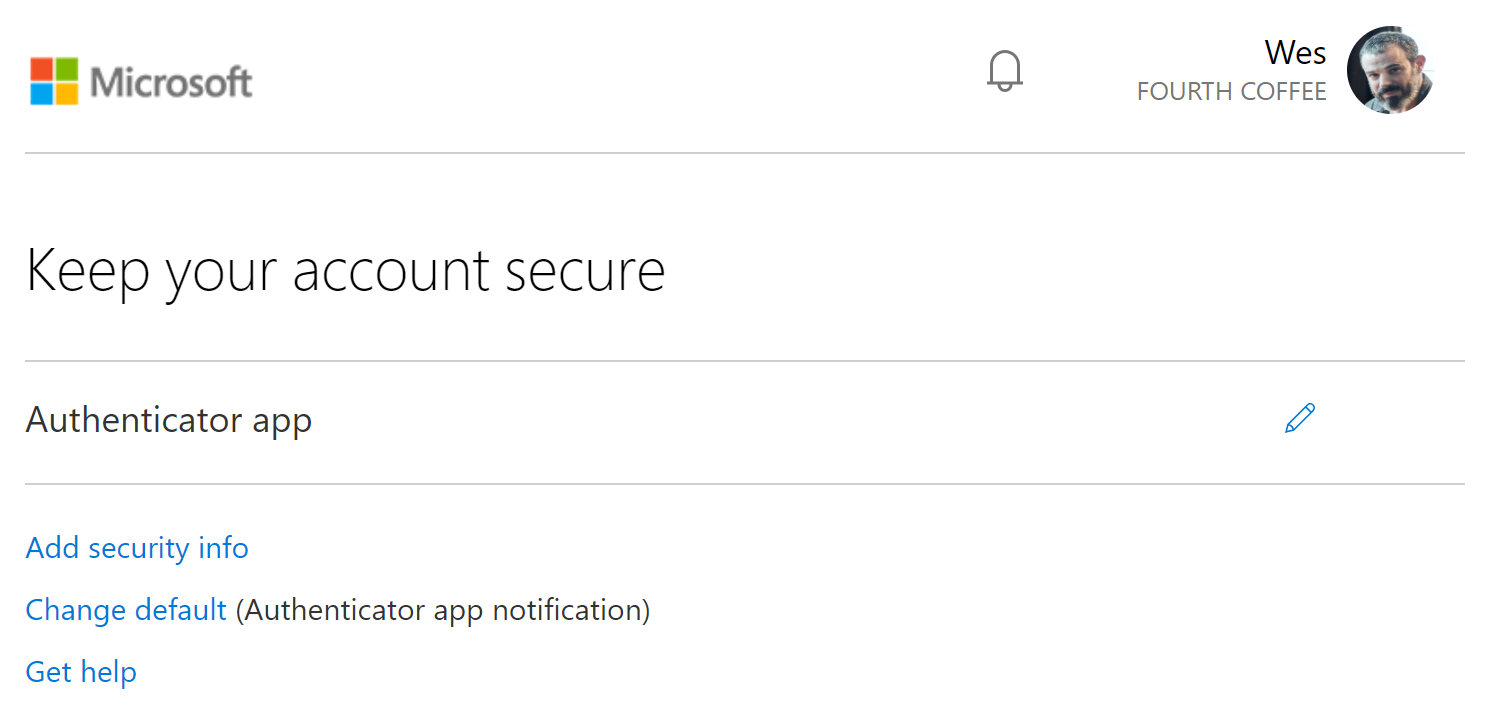 Microsoft
Wes
FOURTH COFFEE
Keep your account secure
Authenticator app
Add security info
Change default (Authenticator app notification)
Get help